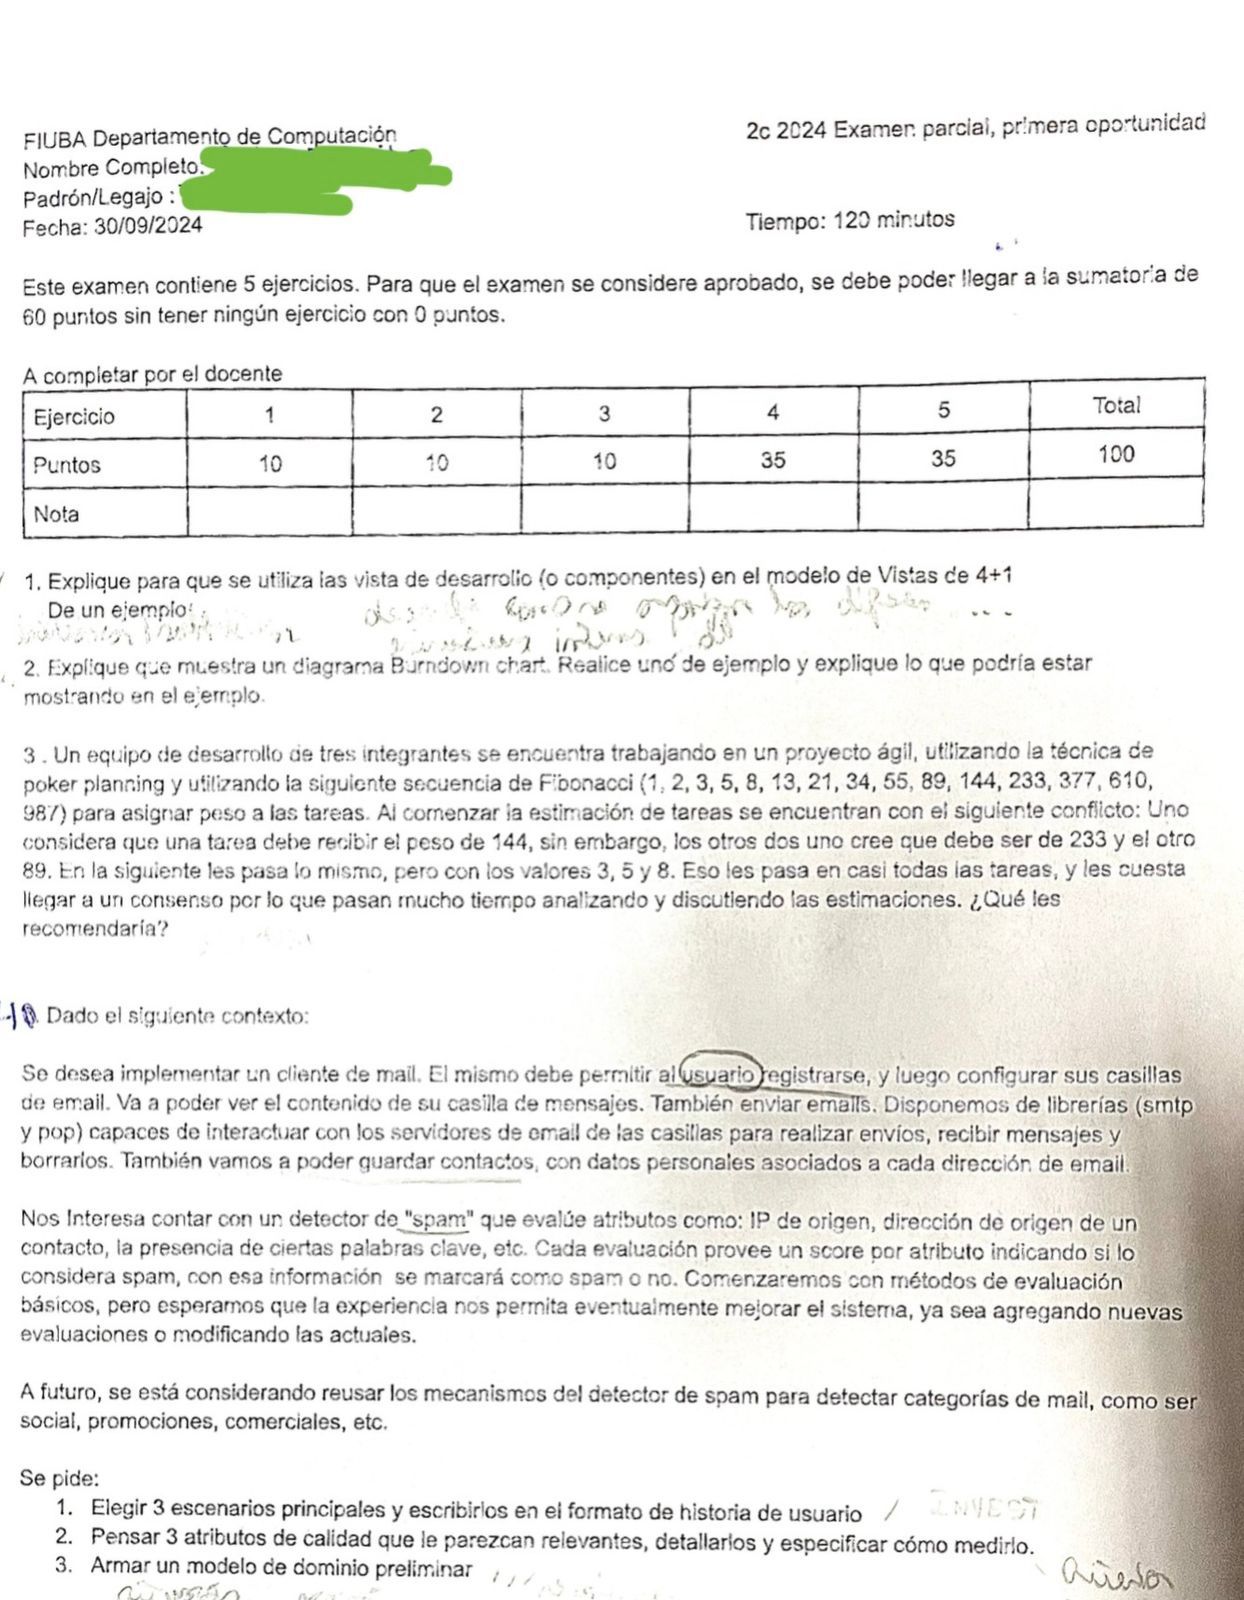 FIUBA Departamento de Computación
2c 2024 Examen parcial, primera oportunidad
Nombre Completo:
Padrón/Legajo :
Fecha: 30/09/2024
Tiempo: 120 minutos
Este examen contiene 5 ejercicios. Para que el examen se considere aprobado, se debe poder llegar a la sumatoria de
60 puntos sin tener ningún ejercicio con 0 puntos.
A completar por el docente
Ejercicio 1 2 3 4 5 Total
Puntos 10 10 10 35 35 100
Nota
1. Explique para que se utiliza las vista de desarrollo (o componentes) en el modelo de Vistas de 4+1
De un ejemplo
2. Explique que muestra un diagrama Burndown chart. Realice uno de ejemplo y explique lo que podría estar
mostrando en el ejemplo.
3 . Un equipo de desarrollo de tres integrantes se encuentra trabajando en un proyecto ágil, utilizando la técnica de
poker planning y utilizando la siguiente secuencia de Fibonacci (1, 2, 3, 5, 8, 13, 21, 34, 55, 89, 144, 233, 377, 610,
987) para asignar peso a las tareas. Al comenzar la estimación de tareas se encuentran con el siguiente conflicto: Uno
considera que una tarea debe recibir el peso de 144, sin embargo, los otros dos uno cree que debe ser de 233 y el otro
89. En la siguiente les pasa lo mismo, pero con los valores 3, 5 y 8. Eso les pasa en casi todas las tareas, y les cuesta
llegar a un consenso por lo que pasan mucho tiempo analizando y discutiendo las estimaciones. ¿Qué les
recomendaría?
Dado el siguiente contexto:
Se desea implementar un cliente de mail. El mismo debe permitir al usuario registrarse, y luego configurar sus casillas
de email. Va a poder ver el contenido de su casilla de mensajes. También enviar emails. Disponemos de librerías (smtp
y pop) capaces de interactuar con los servidores de email de las casillas para realizar envíos, recibir mensajes y
borrarlos. También vamos a poder guardar contactos, con datos personales asociados a cada dirección de email.
Nos Interesa contar con un detector de "spam" que evalúe atributos como: IP de origen, dirección de origen de un
contacto, la presencia de ciertas palabras clave, etc. Cada evaluación provee un score por atributo indicando si lo
considera spam, con esa información se marcará como spam o no. Comenzaremos con métodos de evaluación
básicos, pero esperamos que la experiencia nos permita eventualmente mejorar el sistema, ya sea agregando nuevas
evaluaciones o modificando las actuales.
A futuro, se está considerando reusar los mecanismos del detector de spam para detectar categorías de mail, como ser
social, promociones, comerciales, etc.
Se pide:
1. Elegir 3 escenarios principales y escribirlos en el formato de historia de usuario / INVEST
2. Pensar 3 atributos de calidad que le parezcan relevantes, detallarlos y especificar cómo medirlo.
3. Armar un modelo de dominio preliminar